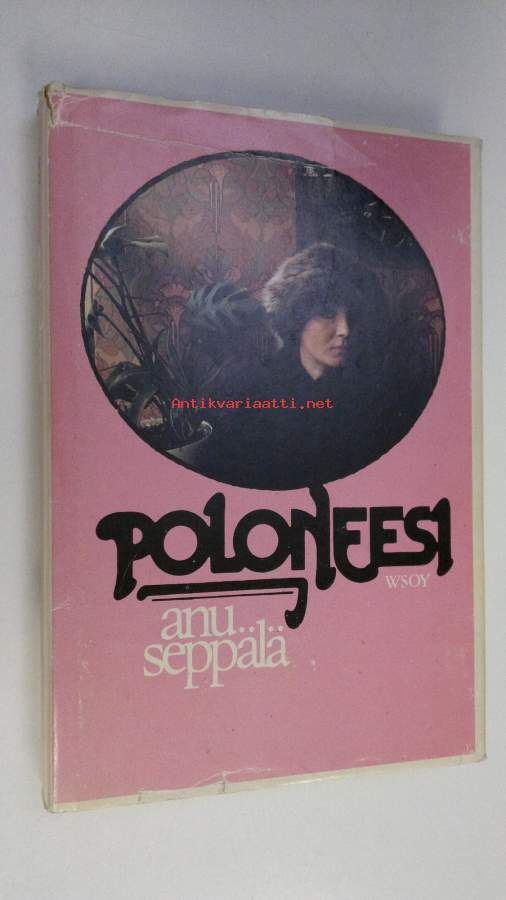 Antikvariaatti.net
POLONEESI
WSOY
anu
seppälä